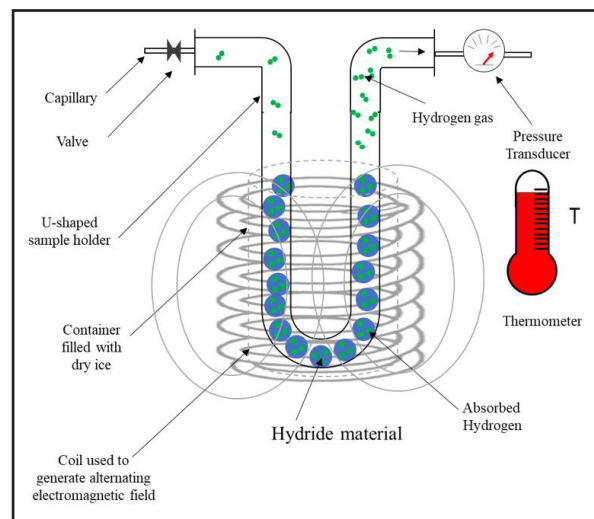 Capillary
Valve
U-shaped
sample holder
Container
filled with
dry ice
Coil used to
generate alternating
electromagnetic field
Hydride material
Hydrogen gas
Pressure
Transducer
T
Thermometer
Absorbed
Hydrogen